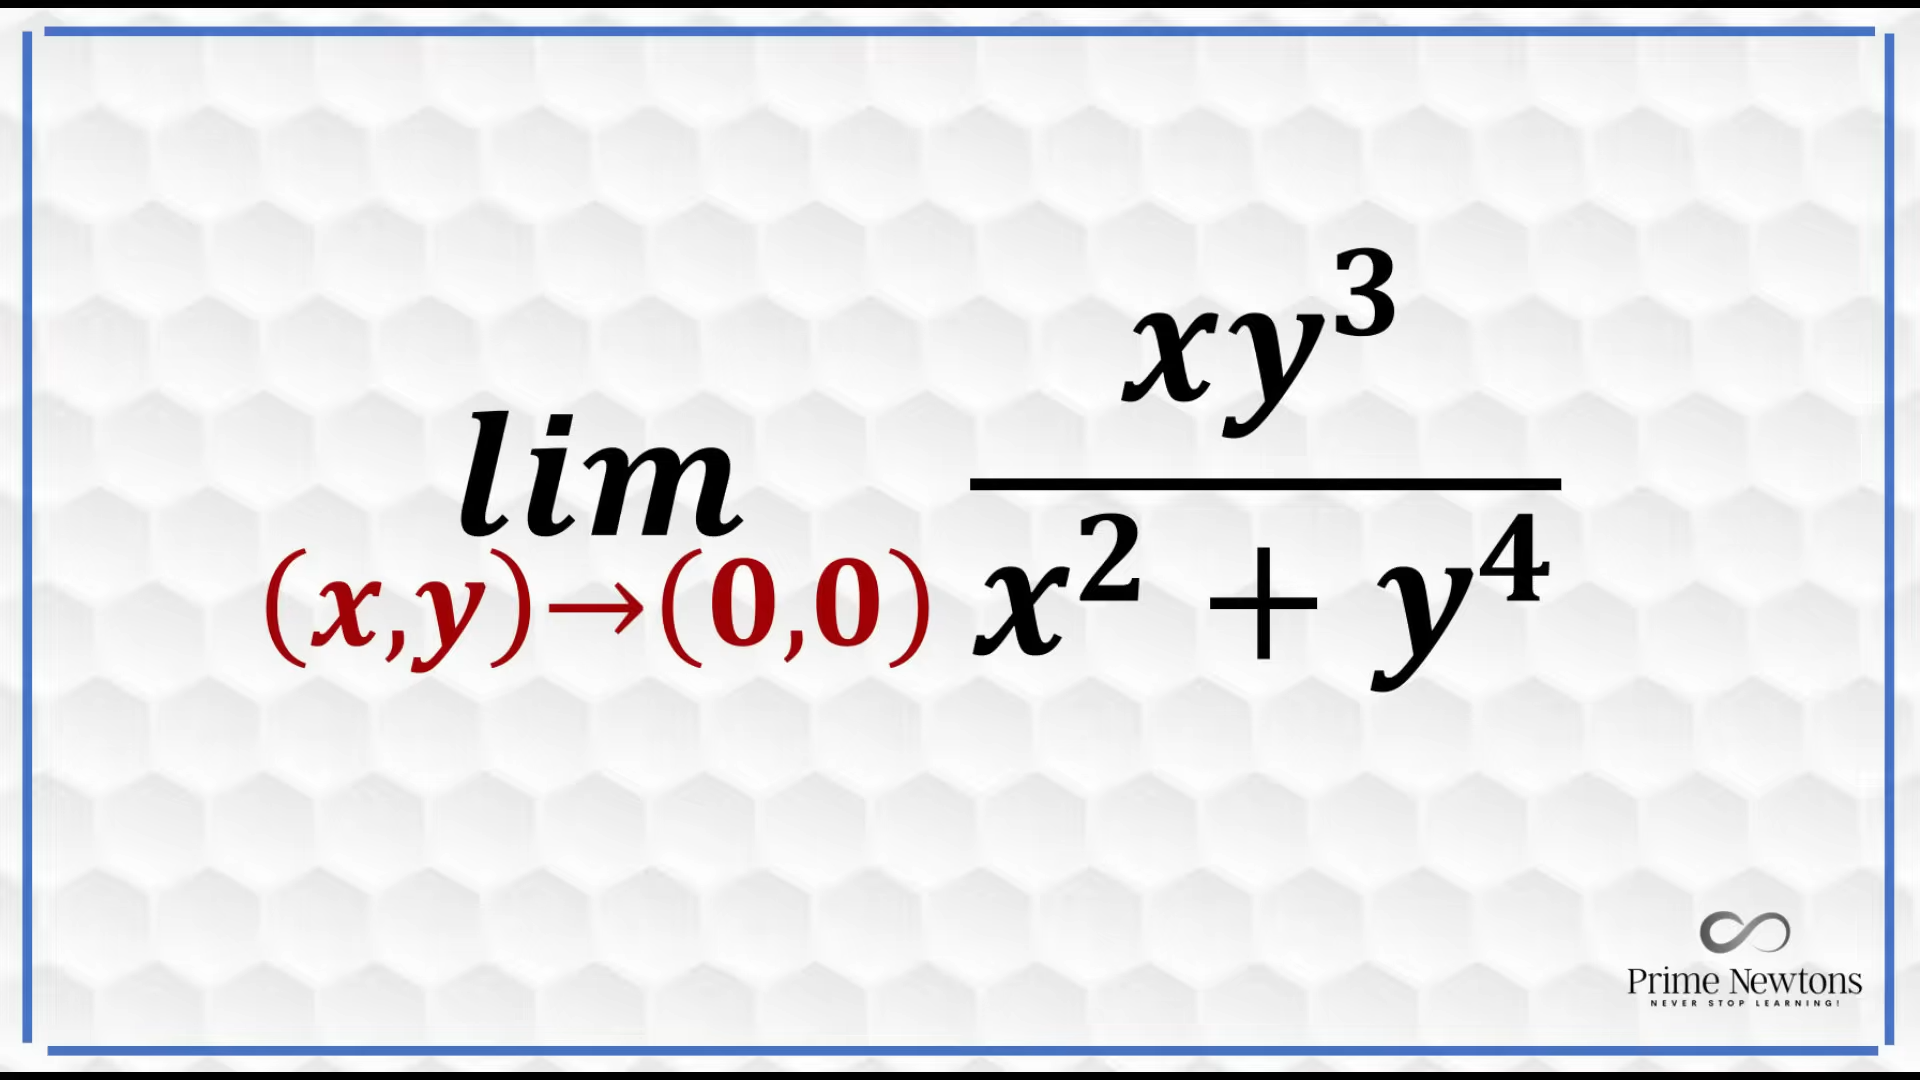 lim (x,y)→(0,0) xy³ / x² + y⁴
Prime Newtons
NEVER STOP LEARNING!